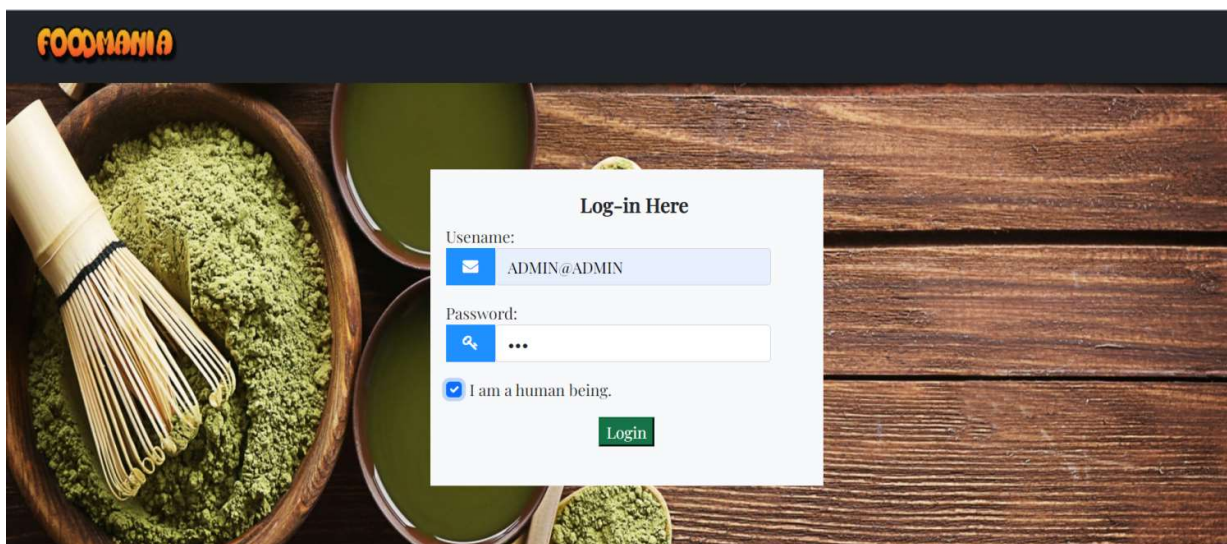 FOODMANIA
Log-in Here
Usename:
ADMIN@ADMIN
Password:
•••
I am a human being.
Login